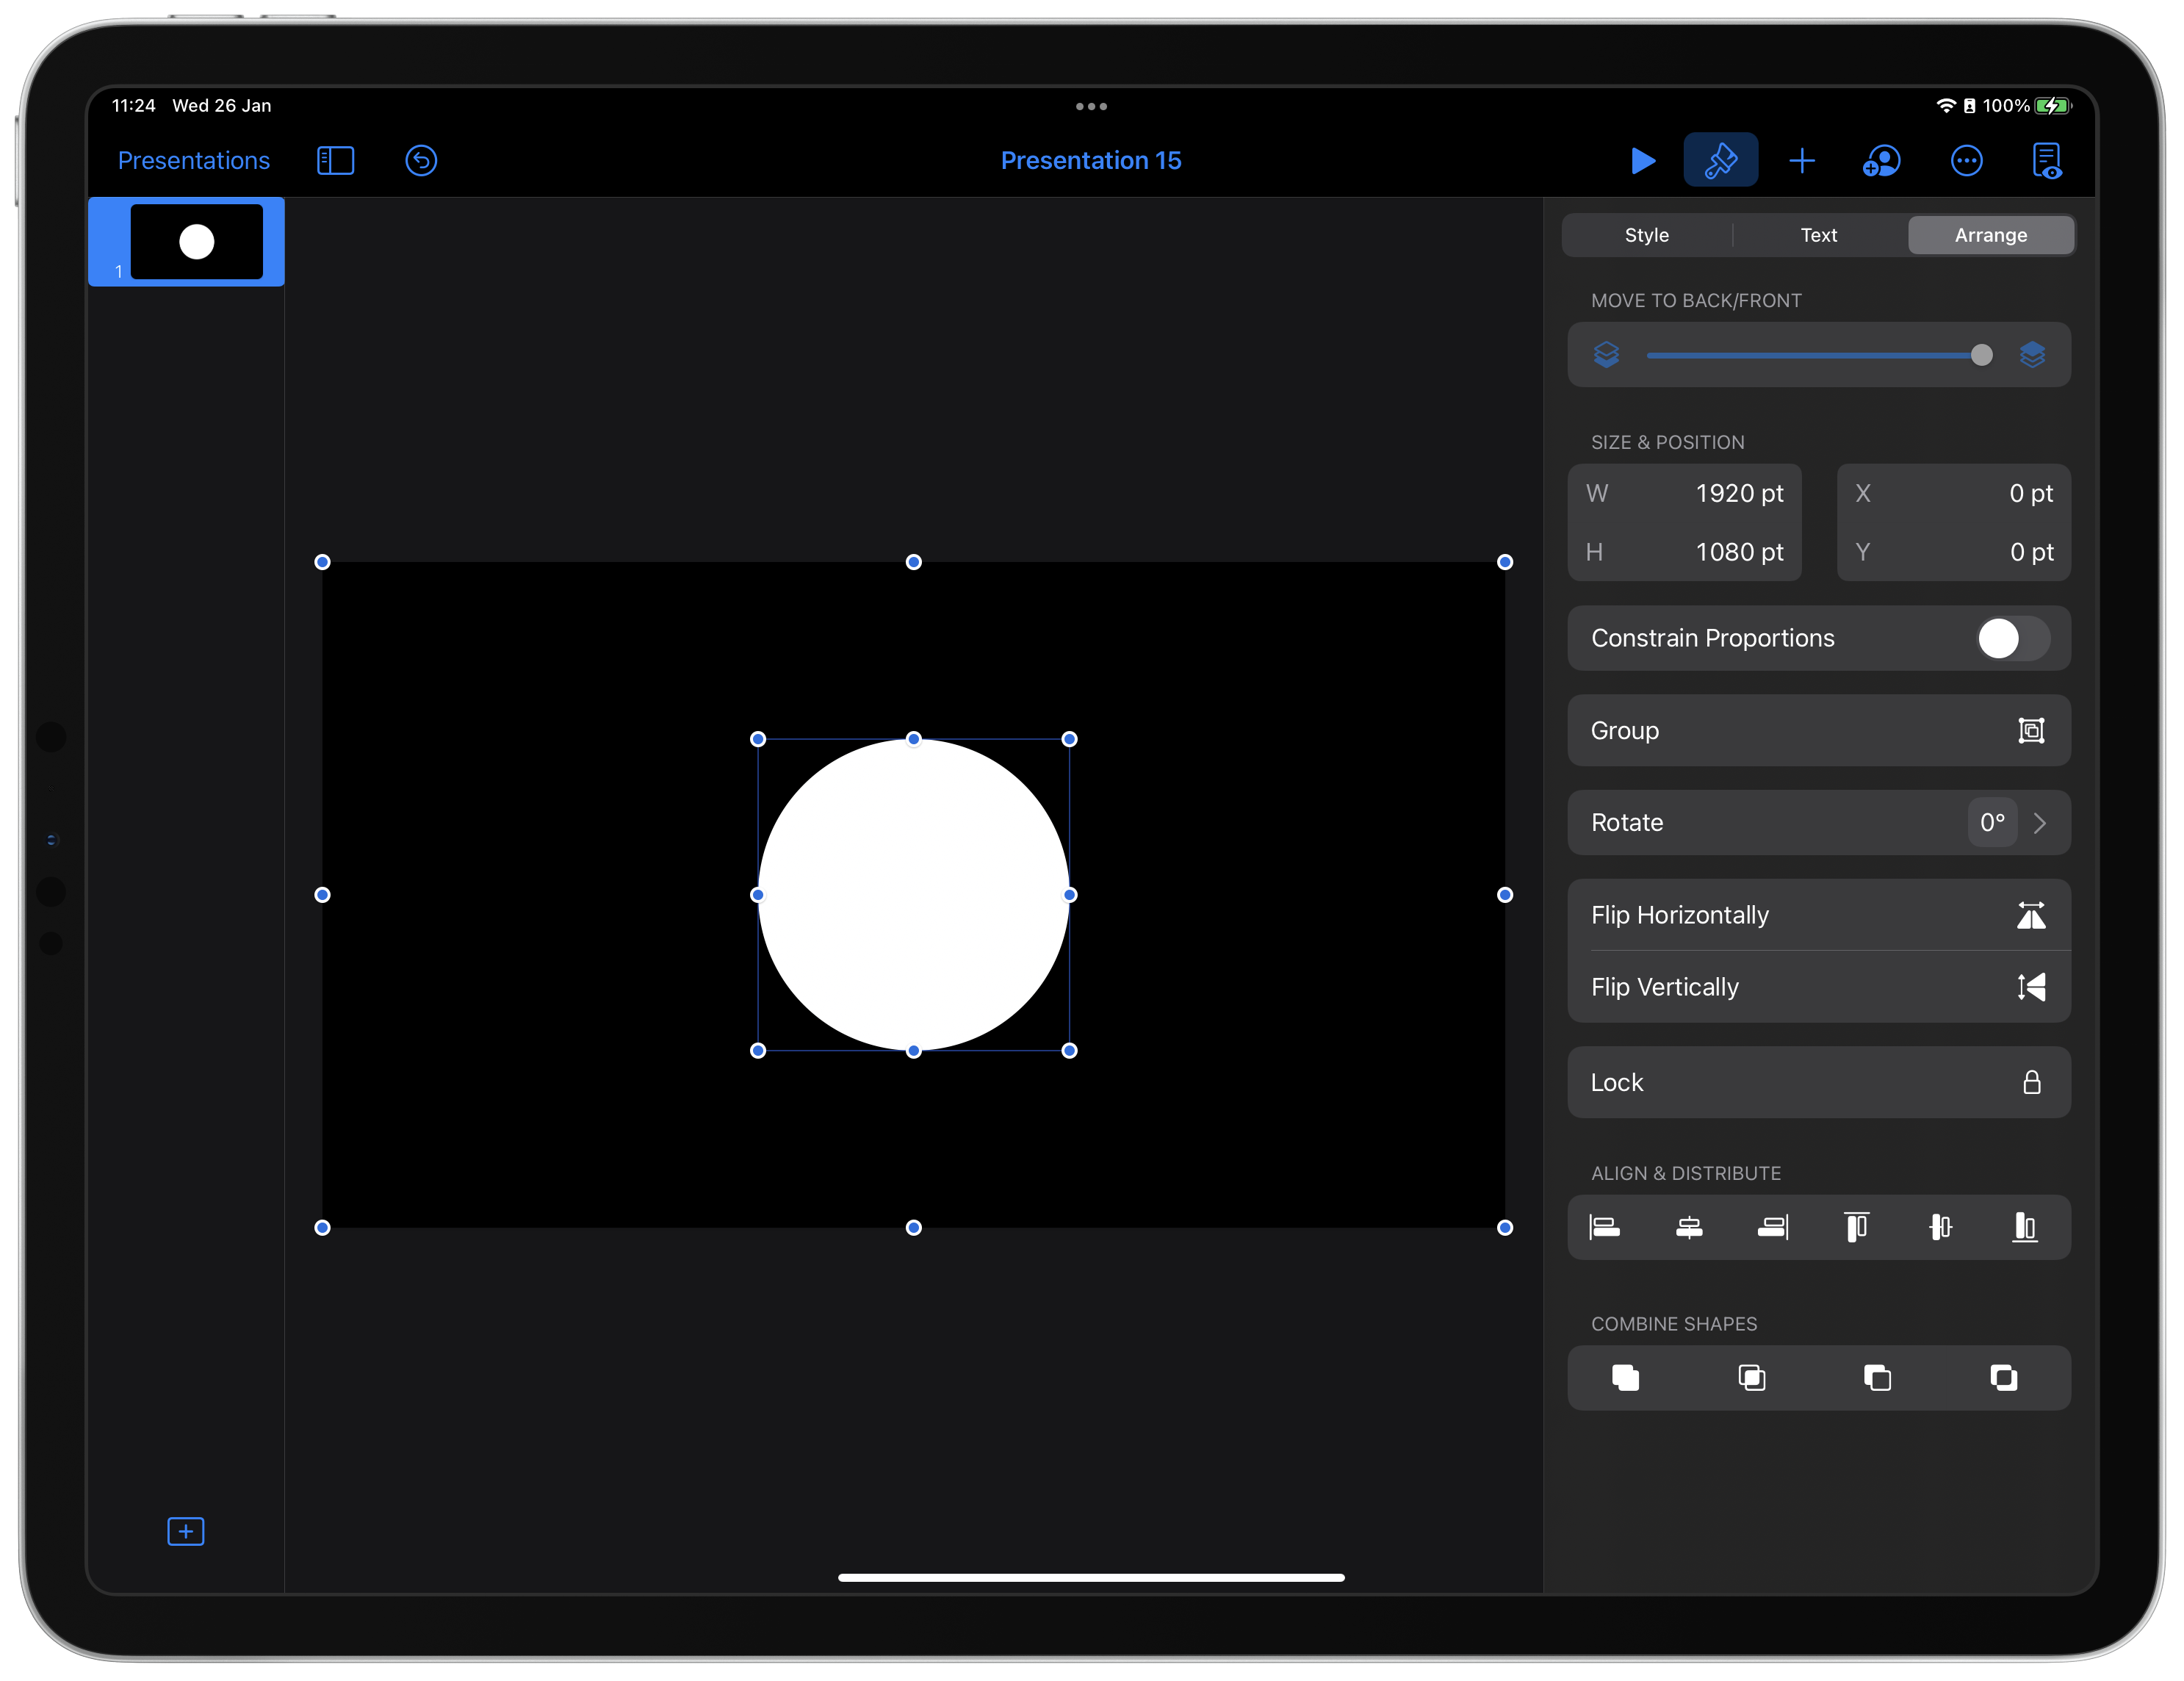 11:24 Wed 26 Jan
100%
Presentations
Presentation 15
1
Style
Text
Arrange
MOVE TO BACK/FRONT
SIZE & POSITION
W 1920 pt
X 0 pt
H 1080 pt
Y 0 pt
Constrain Proportions
Group
Rotate 0°
Flip Horizontally
Flip Vertically
Lock
ALIGN & DISTRIBUTE
COMBINE SHAPES